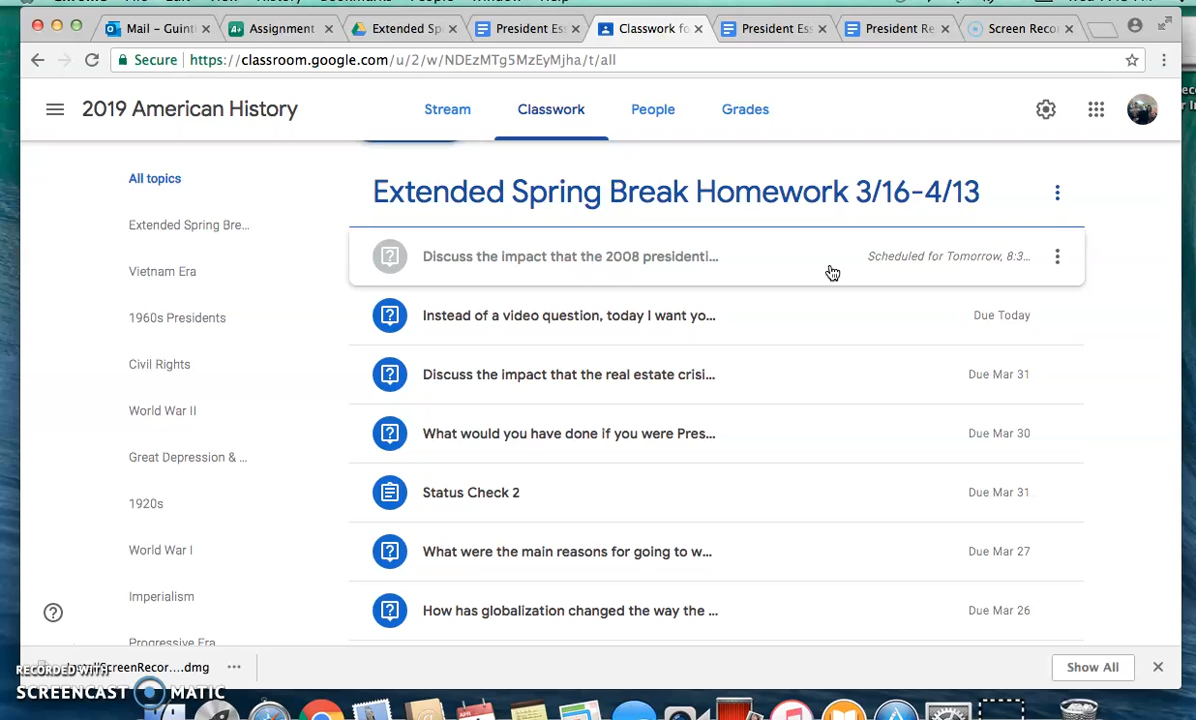 Mail – Guin
Assignment
Extended Sp
President Es
Classwork fo
President Ess
President Re
Screen Reco
Secure
https://classroom.google.com/u/2/w/NDEzMTg5MzEyMjha/t/all
2019 American History
Stream
Classwork
People
Grades
All topics
Extended Spring Bre...
Vietnam Era
1960s Presidents
Civil Rights
World War II
Great Depression & ...
1920s
World War I
Imperialism
Progressive Era
Extended Spring Break Homework 3/16-4/13
Discuss the impact that the 2008 presidenti...
Scheduled for Tomorrow, 8:3...
Instead of a video question, today I want yo...
Due Today
Discuss the impact that the real estate crisi...
Due Mar 31
What would you have done if you were Pres...
Due Mar 30
Status Check 2
Due Mar 31
What were the main reasons for going to w...
Due Mar 27
How has globalization changed the way the ...
Due Mar 26
ScreenRecor....dmg
Show All
RECORDED WITH
SCREENCAST MATIC